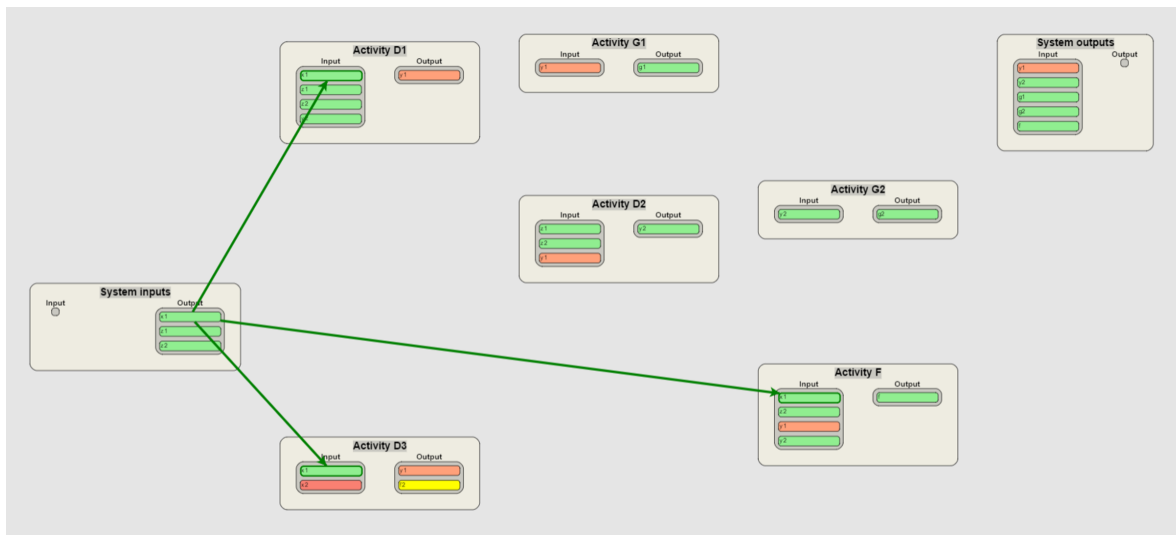 Activity D1
Input Output
x1 y1
z1
z2
Activity G1
Input Output
y1 g1
System outputs
Input Output
y1
y2
g1
g2
f
Activity D2
Input Output
z1 y2
z2
y1
Activity G2
Input Output
y2 g2
System inputs
Input Output
x1
z1
z2
Activity F
Input Output
x1 f
z2
y1
y2
Activity D3
Input Output
x1 y1
x2 f2